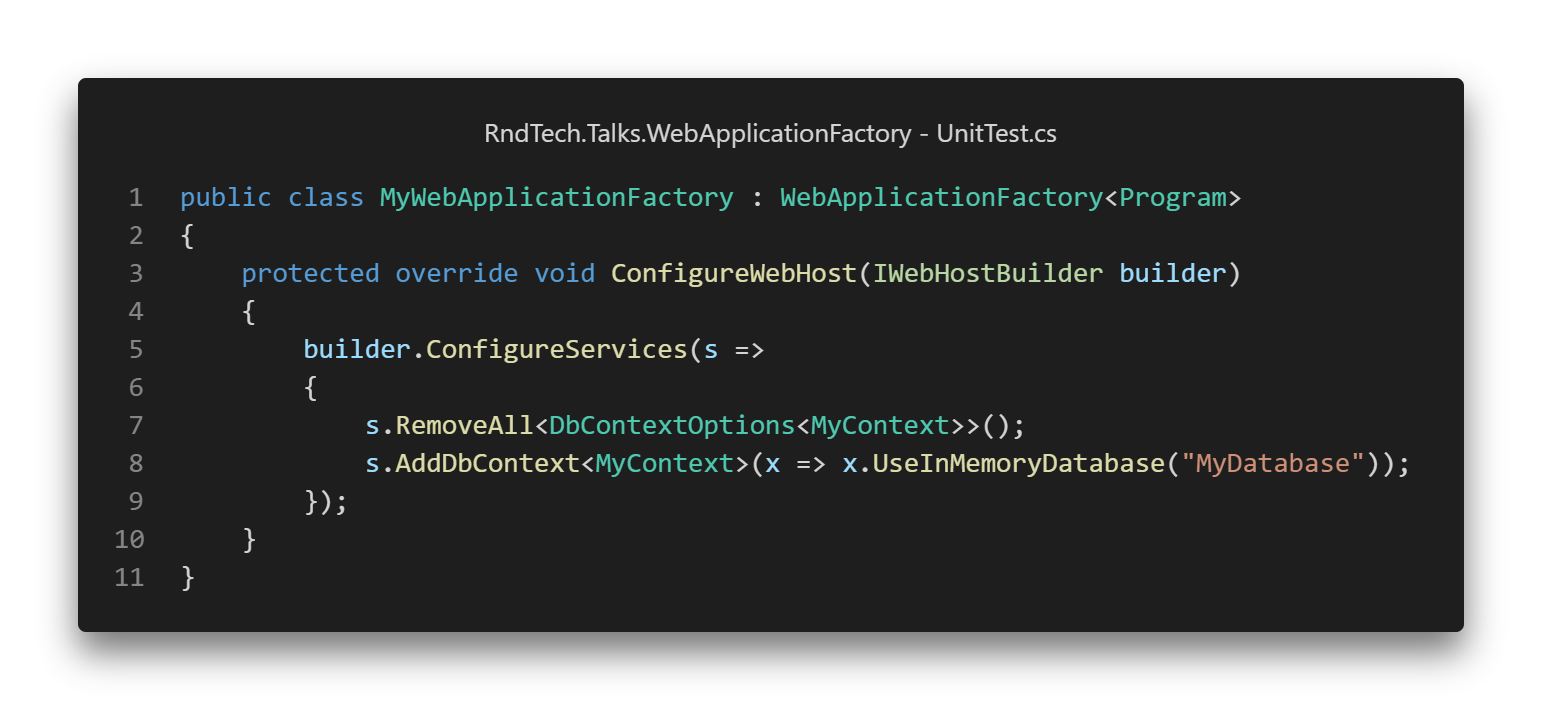 RndTech.Talks.WebApplicationFactory - UnitTest.cs
1 public class MyWebApplicationFactory : WebApplicationFactory<Program>
2 {
3     protected override void ConfigureWebHost(IWebHostBuilder builder)
4     {
5         builder.ConfigureServices(s =>
6         {
7             s.RemoveAll<DbContextOptions<MyContext>>();
8             s.AddDbContext<MyContext>(x => x.UseInMemoryDatabase("MyDatabase"));
9         });
10     }
11 }